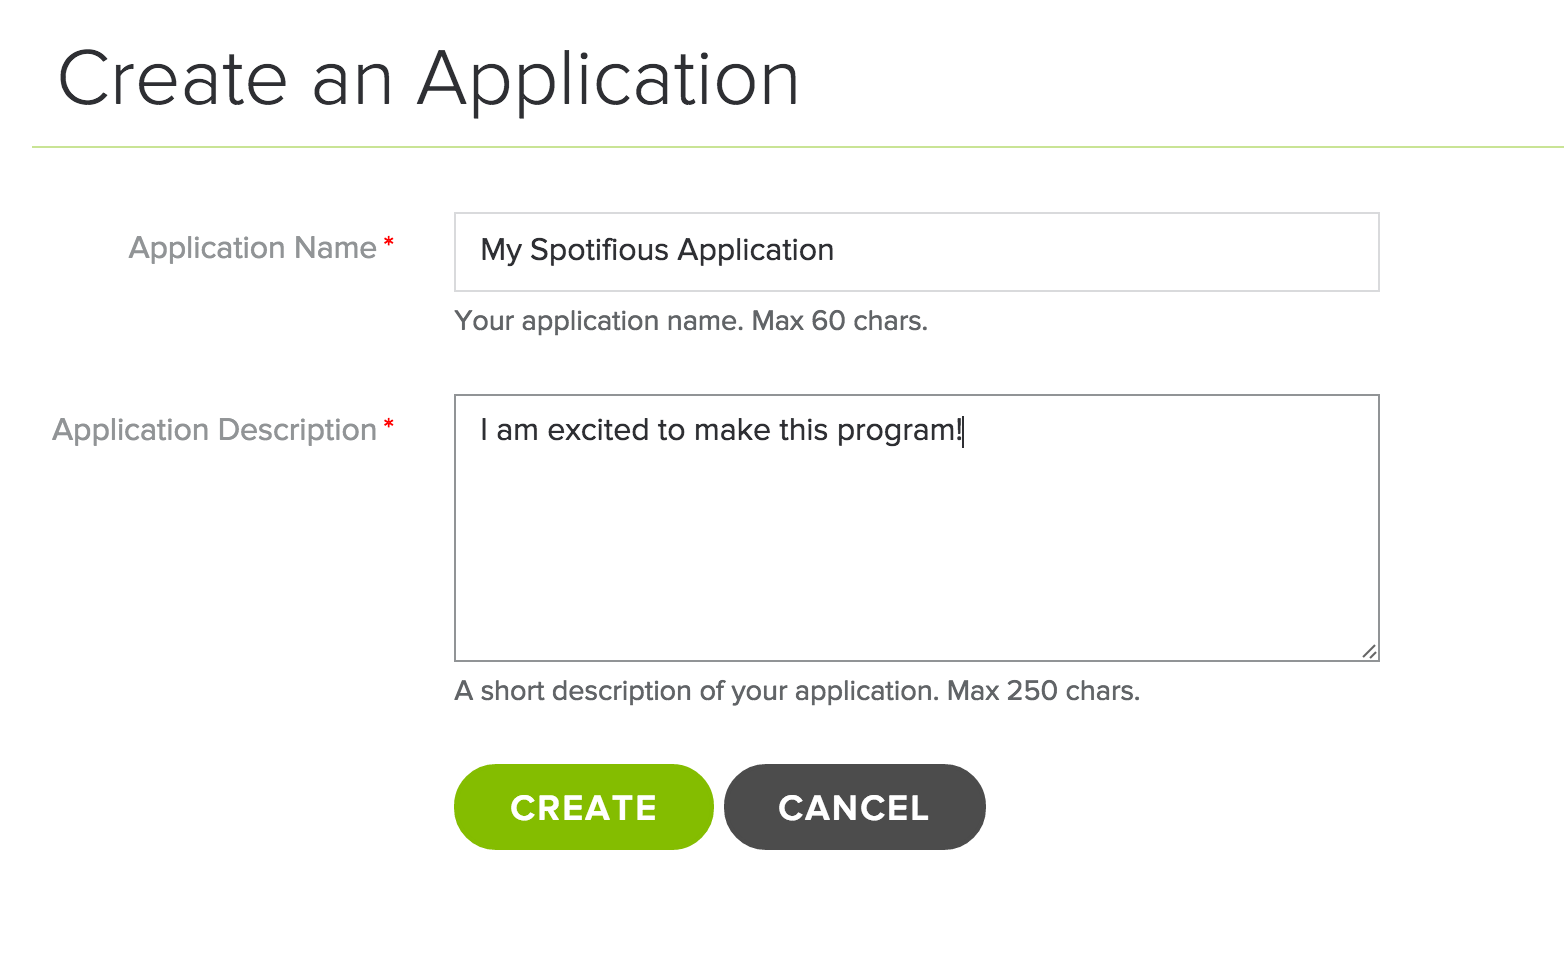 Create an Application
Application Name *
My Spotifious Application
Your application name. Max 60 chars.
Application Description *
I am excited to make this program!
A short description of your application. Max 250 chars.
CREATE
CANCEL